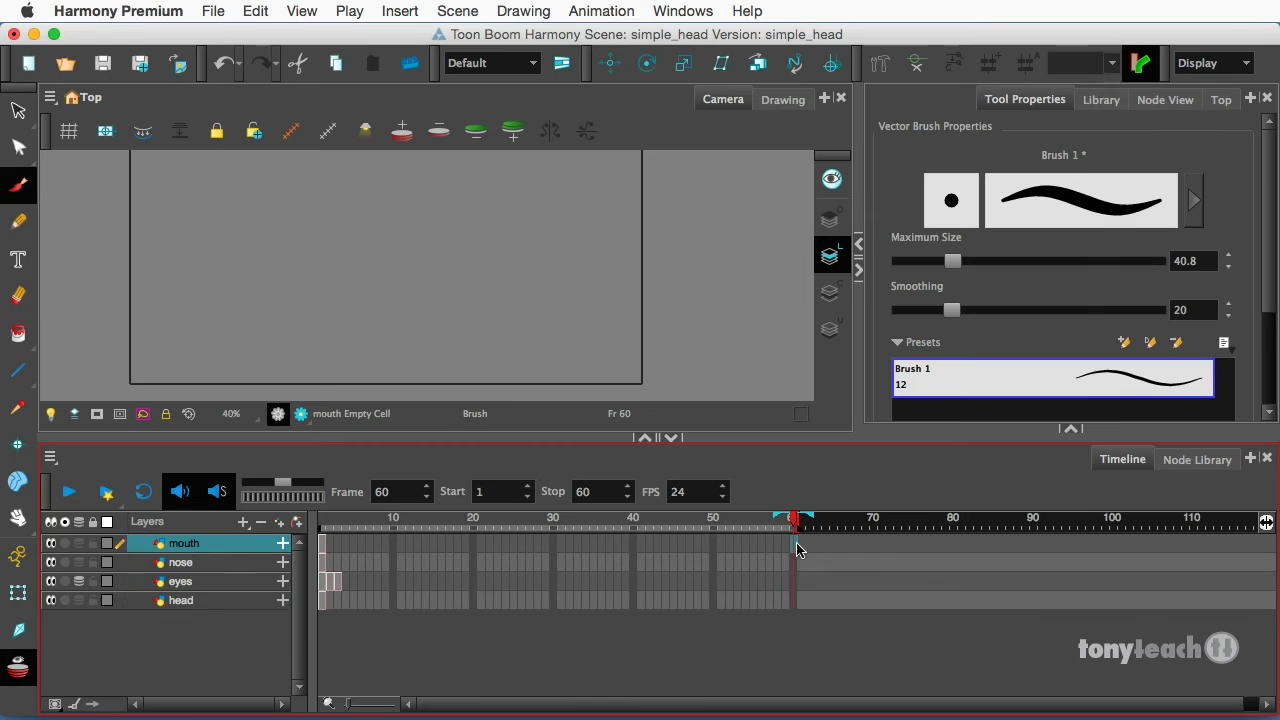 Harmony Premium File Edit View Play Insert Scene Drawing Animation Windows Help
Toon Boom Harmony Scene: simple_head Version: simple_head
Default Display
Top Camera Drawing Tool Properties Library Node View Top
Vector Brush Properties
Brush 1 *
Maximum Size
40.8
Smoothing
20
Presets
Brush 1
12
40% mouth Empty Cell Brush Fr 60
Timeline Node Library
Frame 60 Start 1 Stop 60 FPS 24
Layers 10 20 30 40 50 70 80 90 100 110
mouth
nose
eyes
head
tonyteach tt